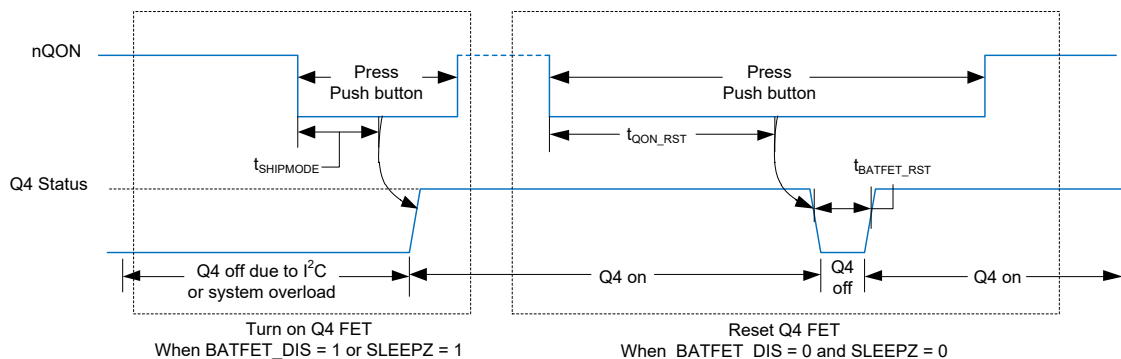 nQON
Press
Push button
Press
Push button
tSHIPMODE
tQON_RST
tBATFET_RST
Q4 Status
Q4 off due to I2C
or system overload
Q4 on
Q4
off
Q4 on
Turn on Q4 FET
When BATFET_DIS = 1 or SLEEPZ = 1
Reset Q4 FET
When BATFET_DIS = 0 and SLEEPZ = 0